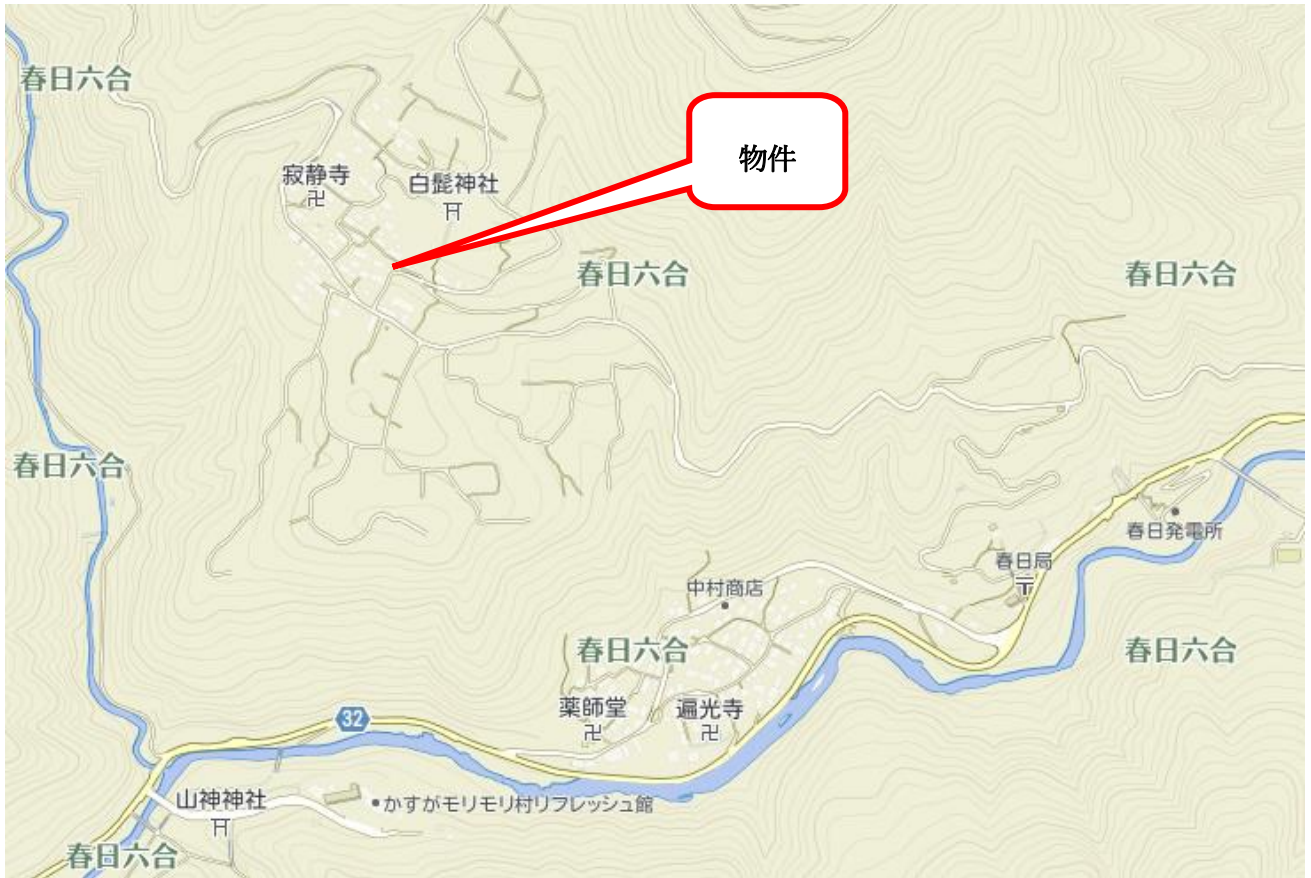 春日六合
物件
寂静寺
白髭神社
春日六合
春日六合
春日六合
春日発電所
春日局
中村商店
春日六合
春日六合
薬師堂
遍光寺
32
山神神社
かすがモリモリ村リフレッシュ館
春日六合